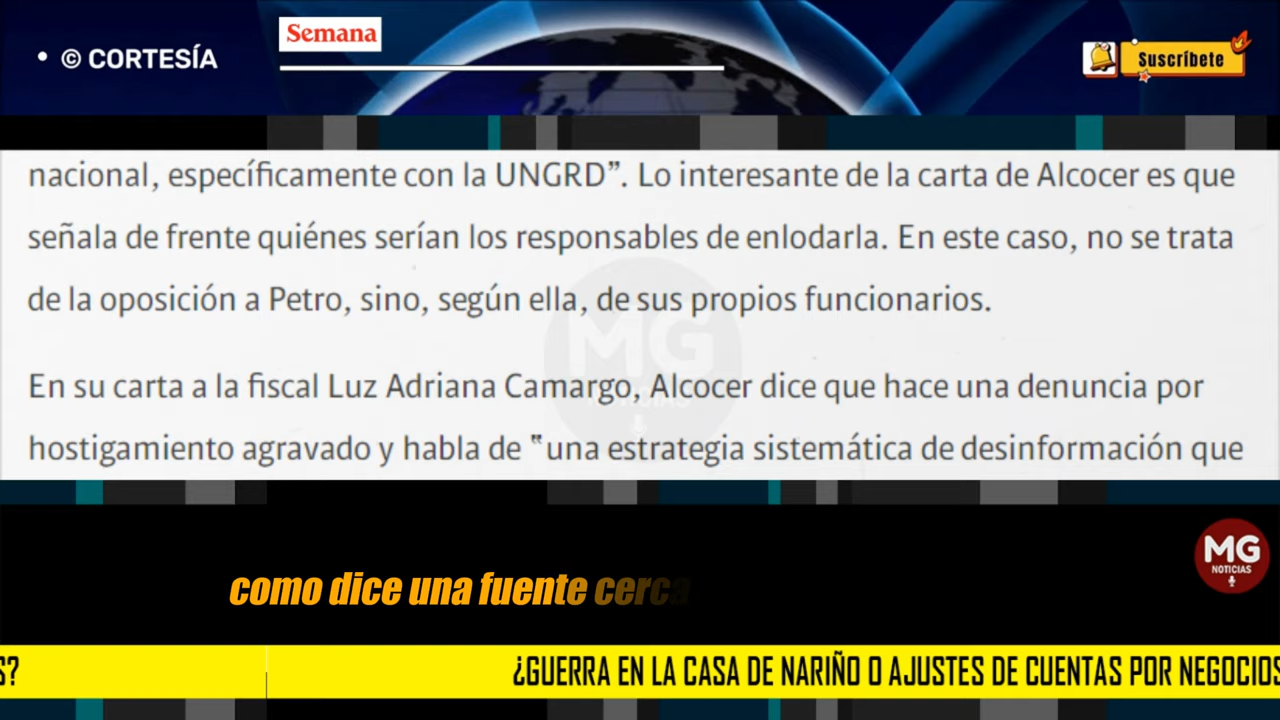 Semana
• © CORTESÍA
Suscríbete
nacional, específicamente con la UNGRD”. Lo interesante de la carta de Alcocer es que
señala de frente quiénes serían los responsables de enlodarla. En este caso, no se trata
de la oposición a Petro, sino, según ella, de sus propios funcionarios.
En su carta a la fiscal Luz Adriana Camargo, Alcocer dice que hace una denuncia por
hostigamiento agravado y habla de “una estrategia sistemática de desinformación que
MG
NOTICIAS
como dice una fuente cerca
MG
NOTICIAS
S? ¿GUERRA EN LA CASA DE NARIÑO O AJUSTES DE CUENTAS POR NEGOCIOS